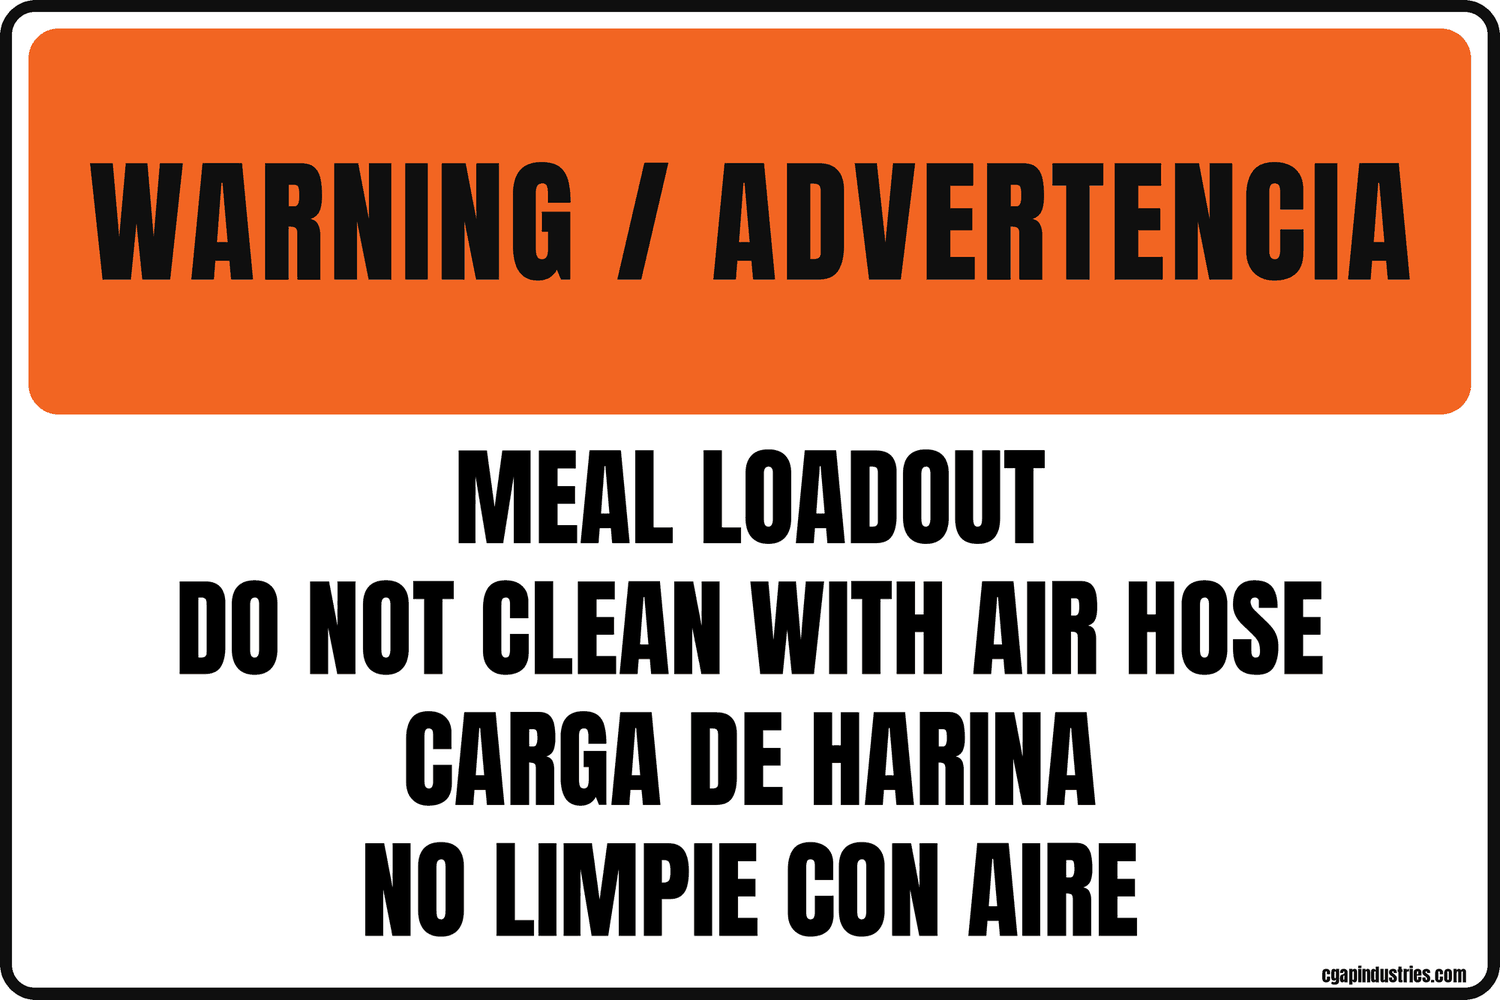 WARNING / ADVERTENCIA
MEAL LOADOUT
DO NOT CLEAN WITH AIR HOSE
CARGA DE HARINA
NO LIMPIE CON AIRE
cgapindustries.com